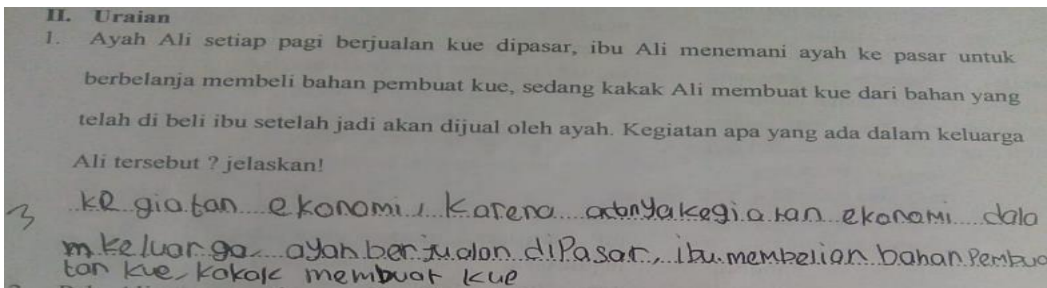 II. Uraian
1. Ayah Ali setiap pagi berjualan kue dipasar, ibu Ali menemani ayah ke pasar untuk
berbelanja membeli bahan pembuat kue, sedang kakak Ali membuat kue dari bahan yang
telah di beli ibu setelah jadi akan dijual oleh ayah. Kegiatan apa yang ada dalam keluarga
Ali tersebut ? jelaskan!
3 kegiatan ekonomi, Karena adanya kegiatan ekonomi dala
m keluarga ayah berjualan diPasar, ibu membelian bahan Pembua
tan kue, kakak membuat kue